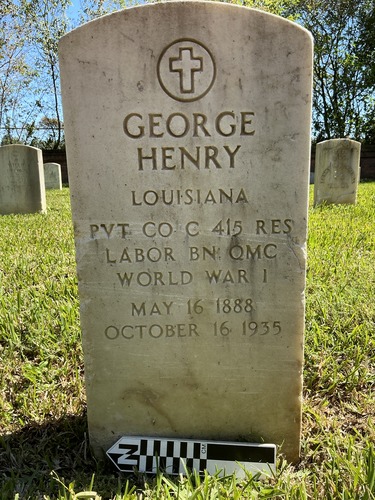 GEORGE
HENRY
LOUISIANA
PVT CO C 415 RES
LABOR BN QMC
WORLD WAR I
MAY 16 1888
OCTOBER 16 1935
N